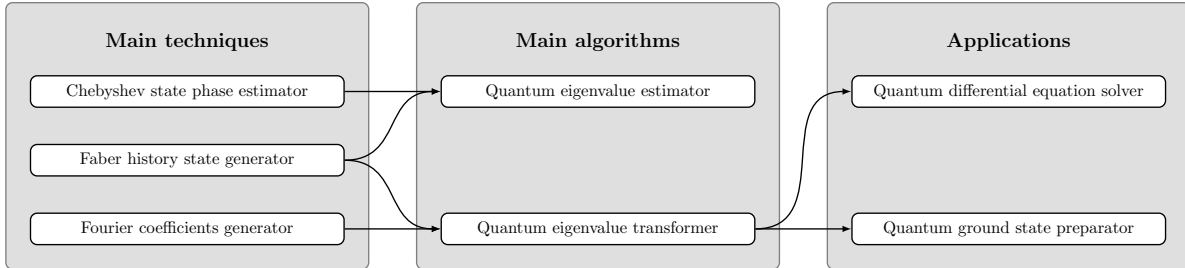 Main techniques
Chebyshev state phase estimator
Faber history state generator
Fourier coefficients generator
Main algorithms
Quantum eigenvalue estimator
Quantum eigenvalue transformer
Applications
Quantum differential equation solver
Quantum ground state preparator